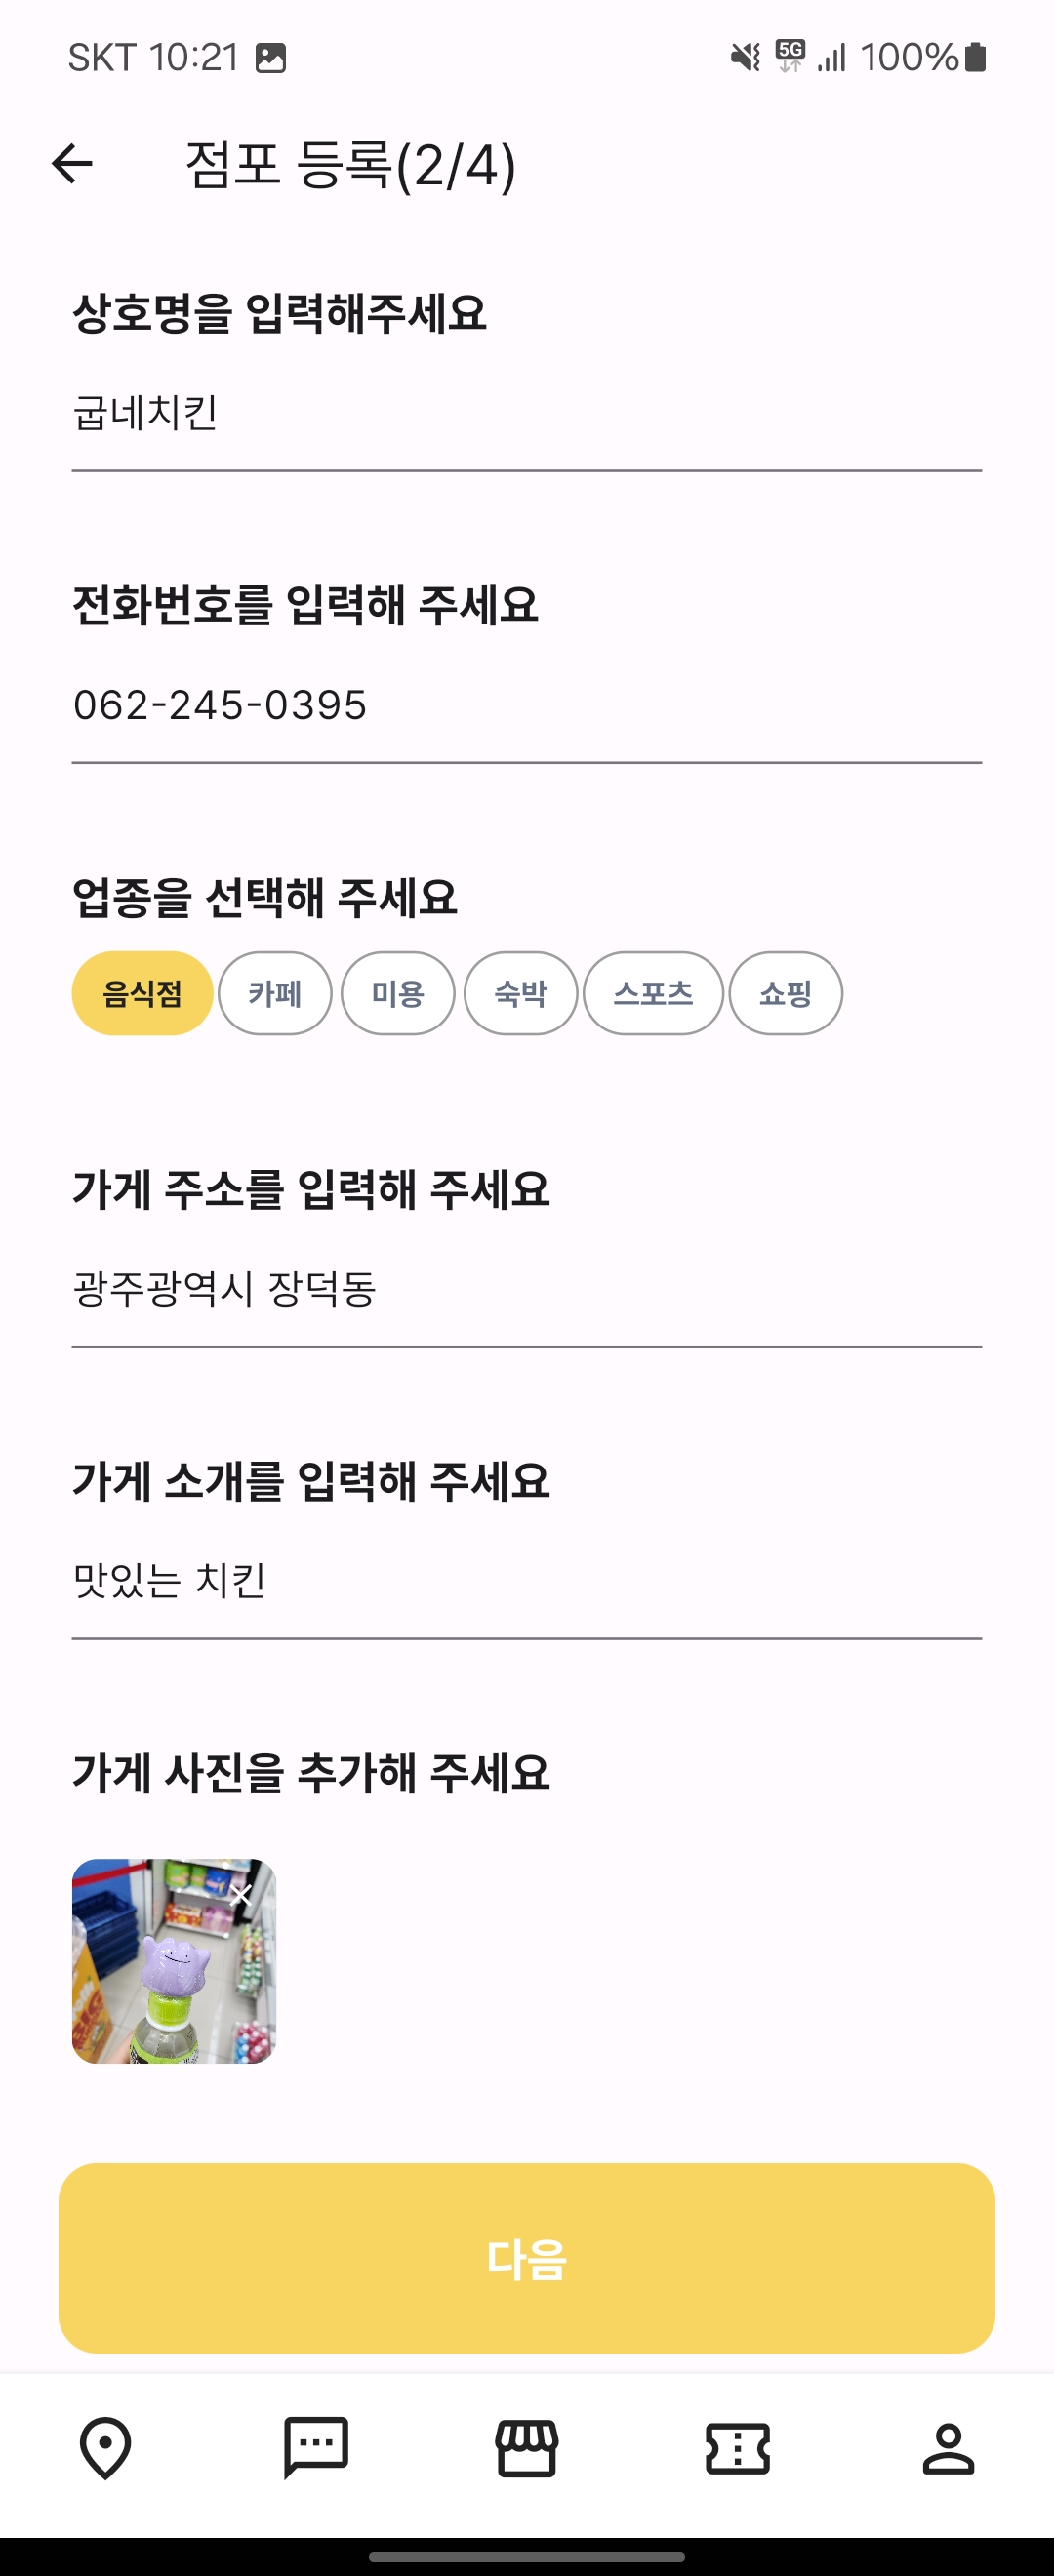 SKT 10:21 5G 100%
점포 등록(2/4)
상호명을 입력해주세요
굽네치킨
전화번호를 입력해 주세요
062-245-0395
업종을 선택해 주세요
음식점 카페 미용 숙박 스포츠 쇼핑
가게 주소를 입력해 주세요
광주광역시 장덕동
가게 소개를 입력해 주세요
맛있는 치킨
가게 사진을 추가해 주세요
다음